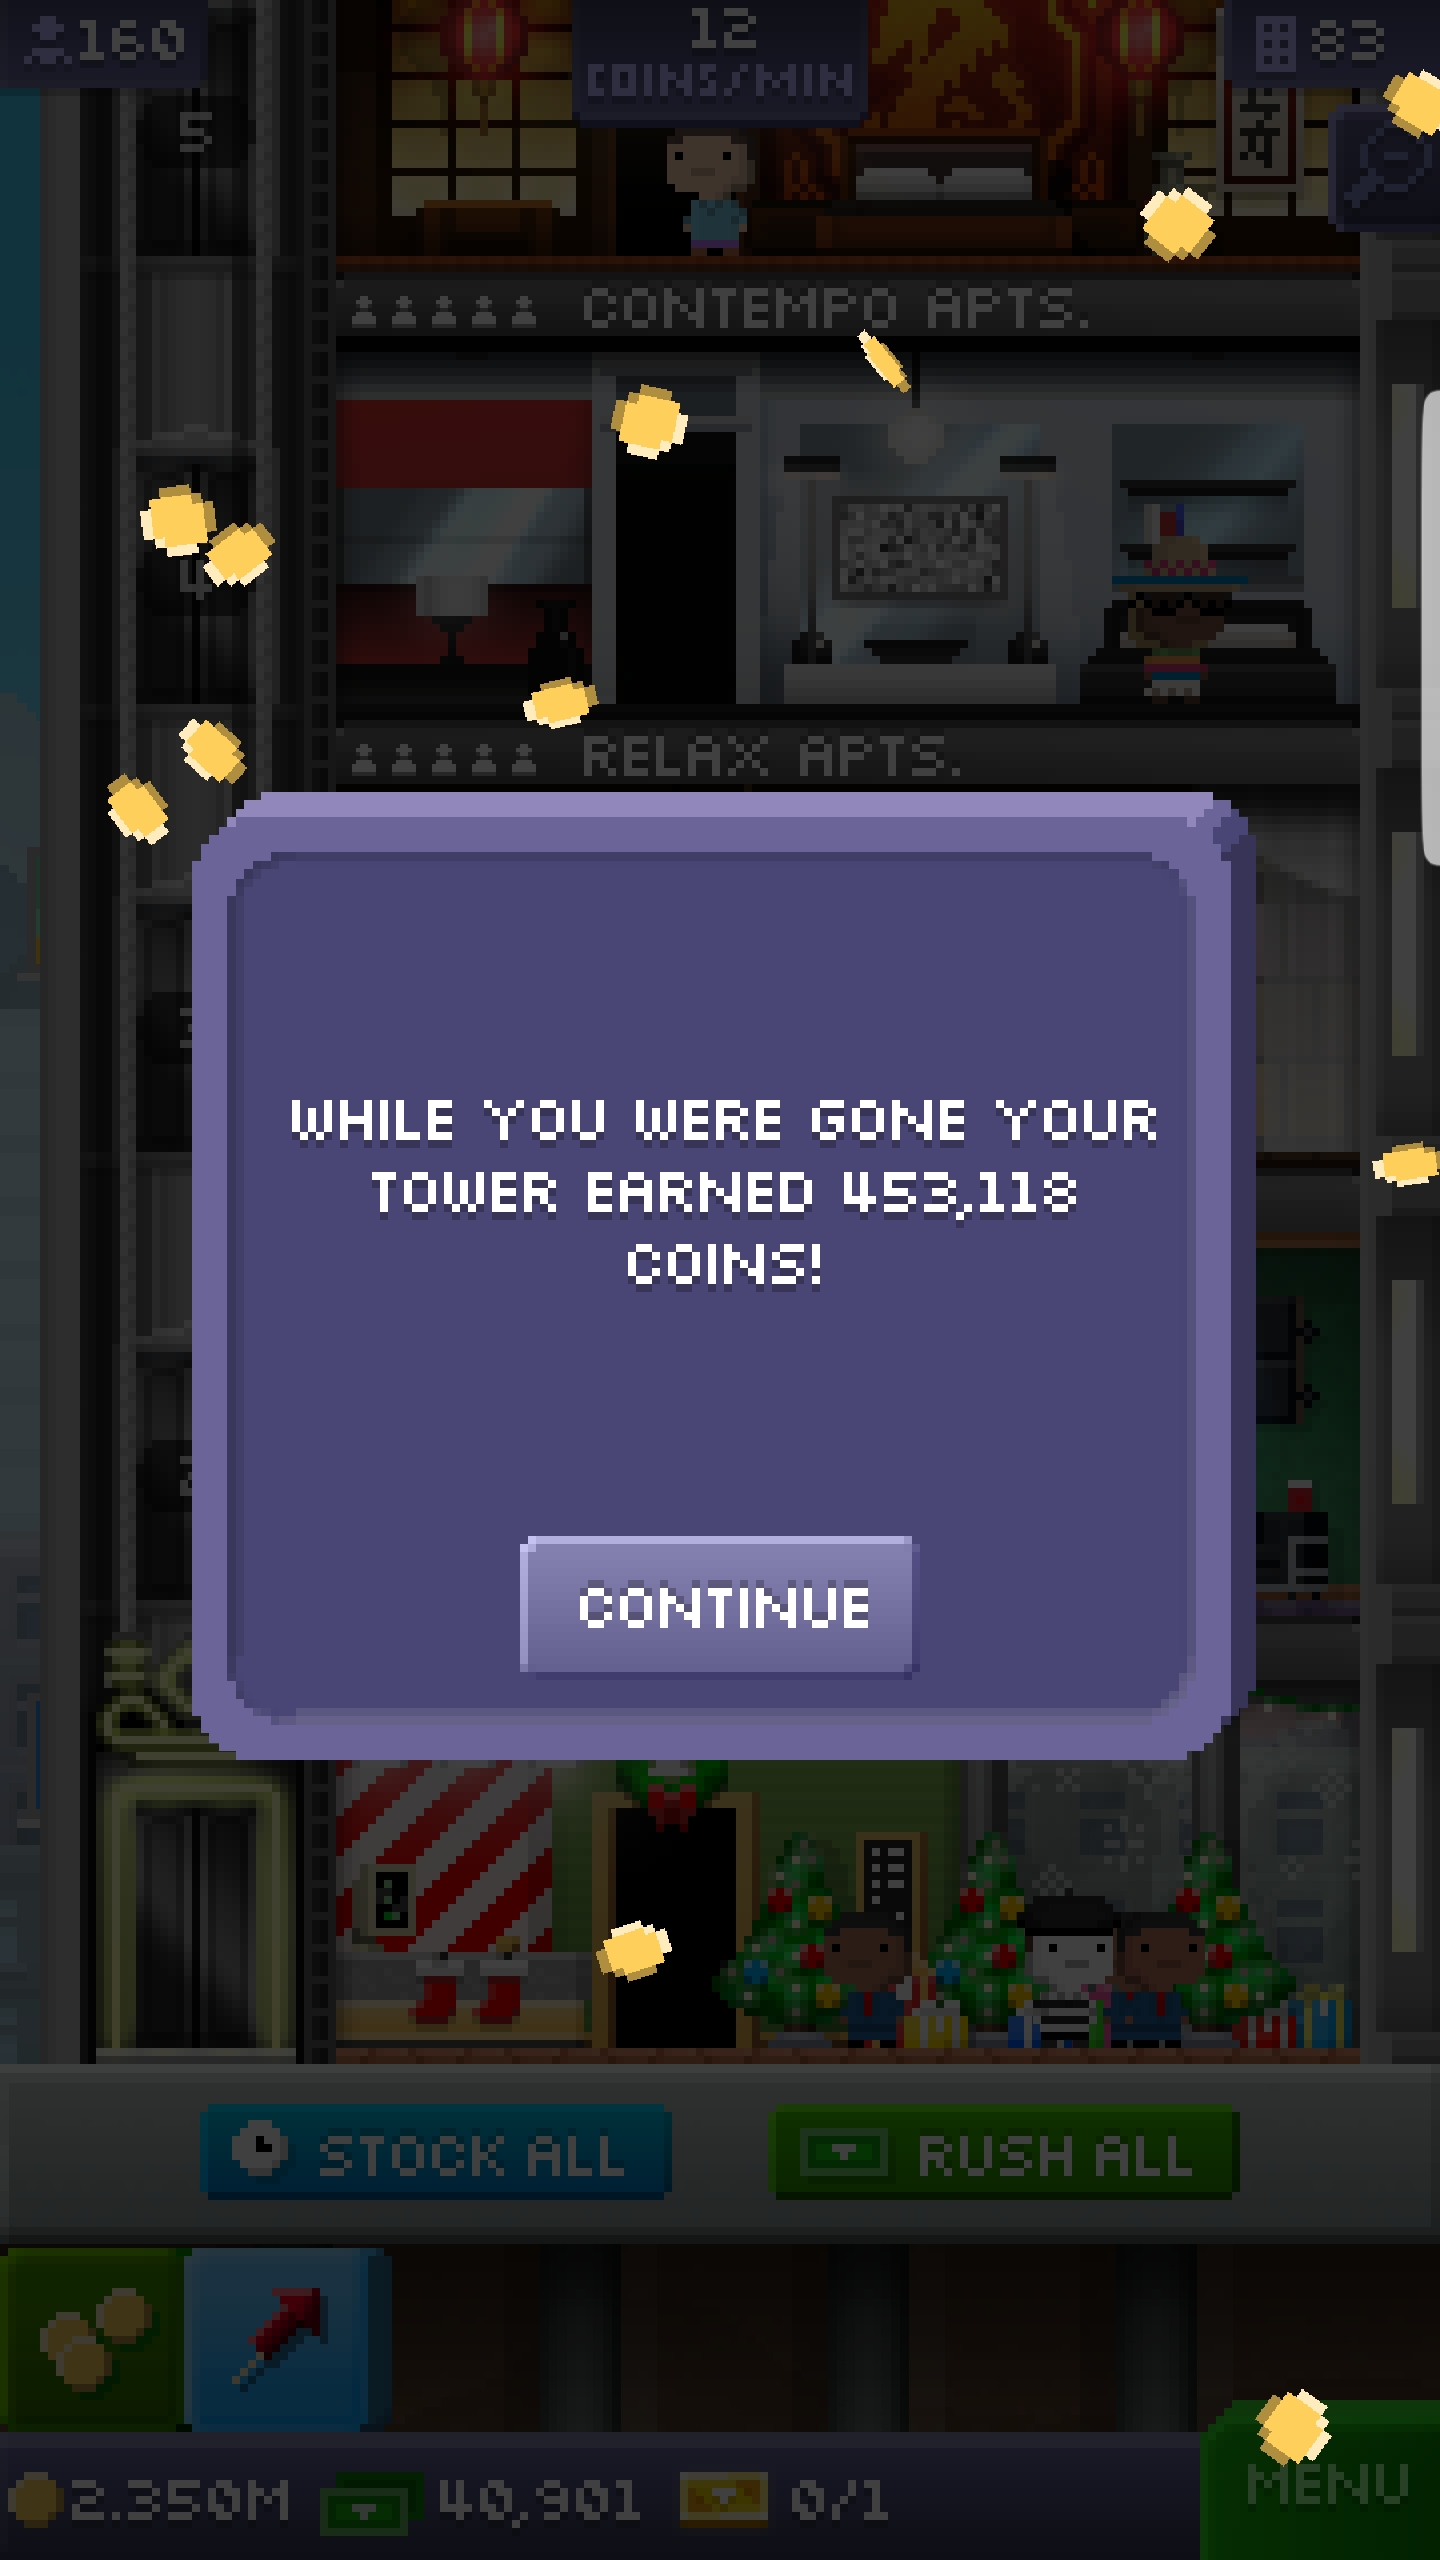 160
12
COINS/MIN
83
5
CONTEMPO APTS.
4
RELAX APTS.
WHILE YOU WERE GONE YOUR
TOWER EARNED 453,118
COINS!
CONTINUE
STOCK ALL
RUSH ALL
2.350M
40,901
0/1
MENU